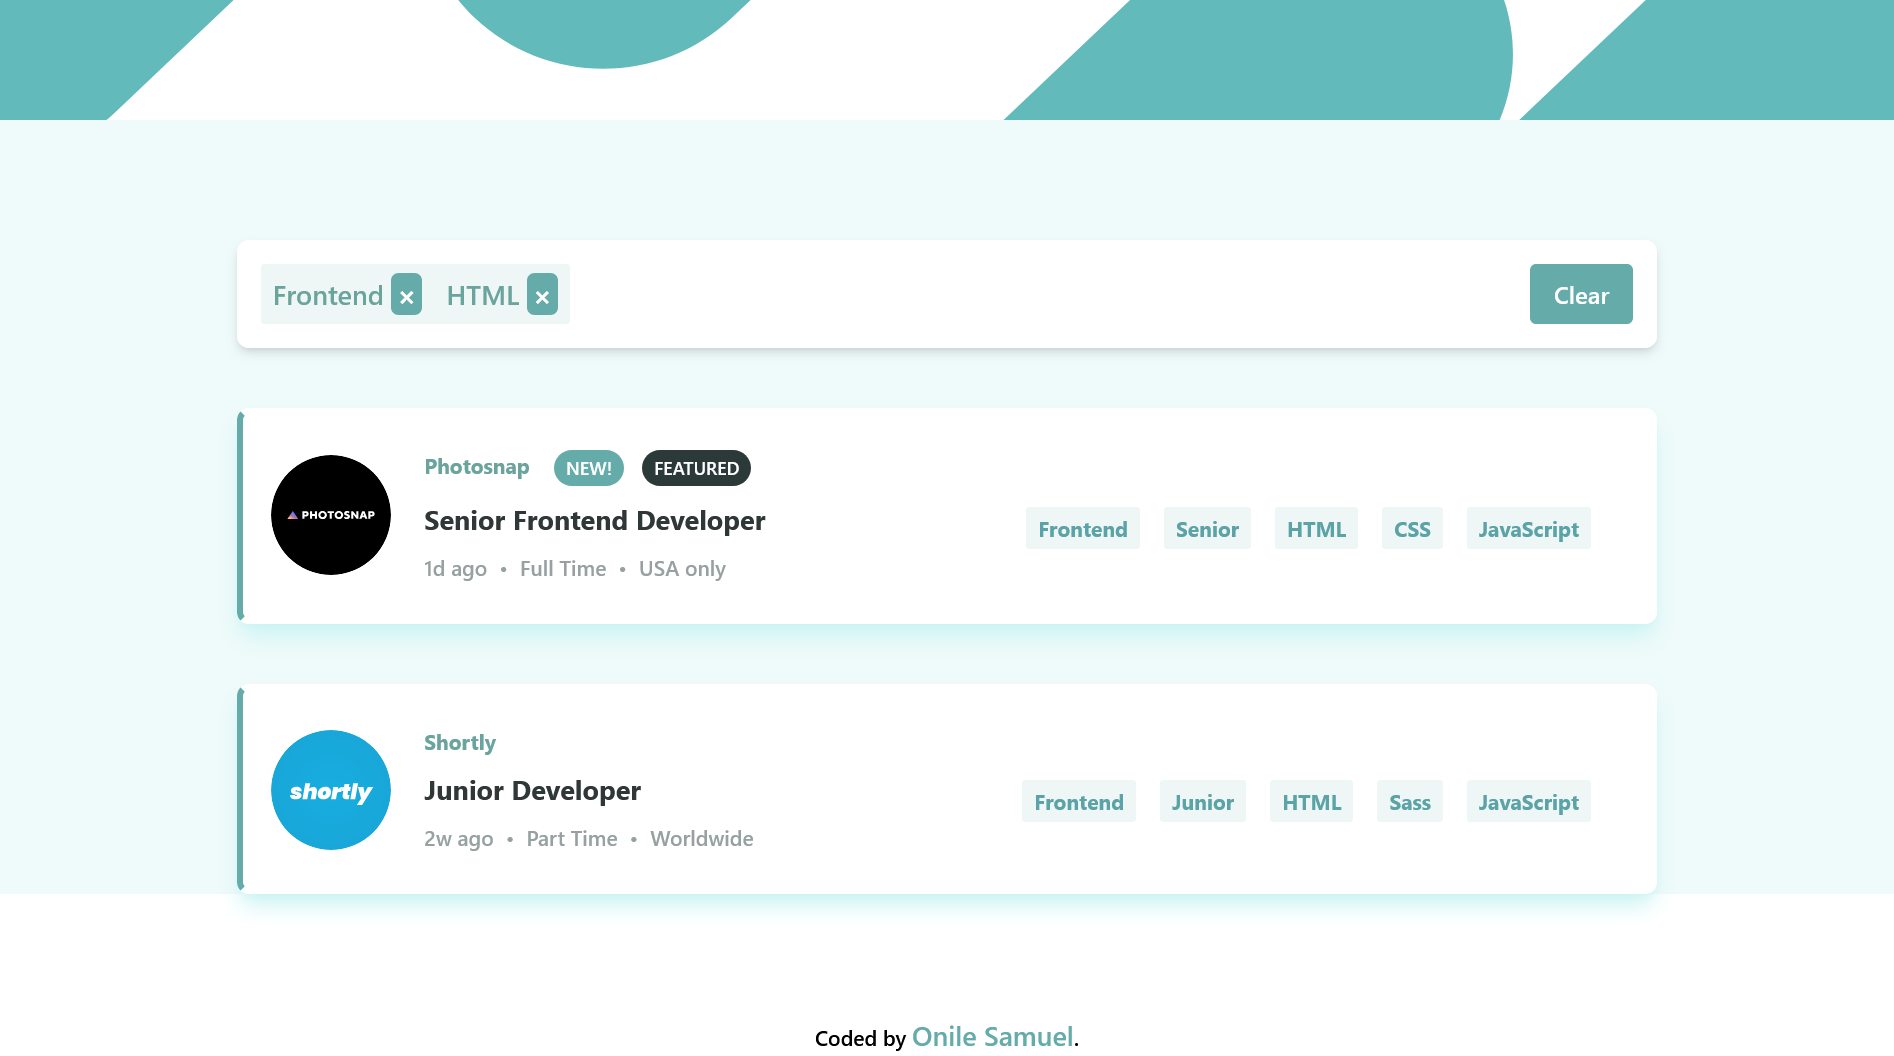 Frontend × HTML × Clear
Photosnap NEW! FEATURED
PHOTOSNAP
Senior Frontend Developer
1d ago • Full Time • USA only
Frontend Senior HTML CSS JavaScript
Shortly
shortly
Junior Developer
2w ago • Part Time • Worldwide
Frontend Junior HTML Sass JavaScript
Coded by Onile Samuel.